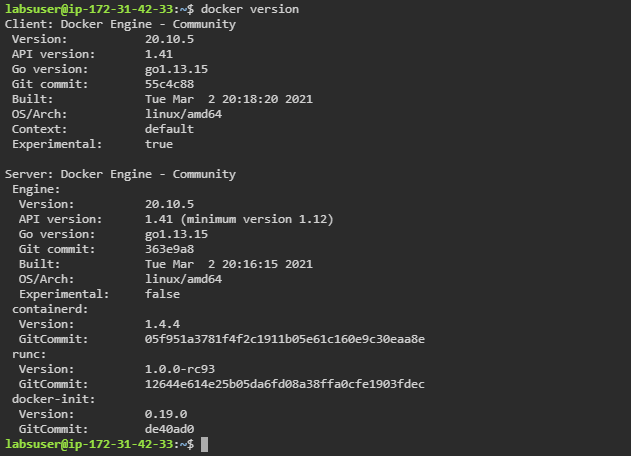 labsuser@ip-172-31-42-33:~$ docker version
Client: Docker Engine - Community
 Version:           20.10.5
 API version:       1.41
 Go version:        go1.13.15
 Git commit:        55c4c88
 Built:             Tue Mar  2 20:18:20 2021
 OS/Arch:           linux/amd64
 Context:           default
 Experimental:      true

Server: Docker Engine - Community
 Engine:
  Version:          20.10.5
  API version:      1.41 (minimum version 1.12)
  Go version:       go1.13.15
  Git commit:       363e9a8
  Built:            Tue Mar  2 20:16:15 2021
  OS/Arch:          linux/amd64
  Experimental:     false
 containerd:
  Version:          1.4.4
  GitCommit:        05f951a3781f4f2c1911b05e61c160e9c30eaa8e
 runc:
  Version:          1.0.0-rc93
  GitCommit:        12644e614e25b05da6fd08a38ffa0cfe1903fdec
 docker-init:
  Version:          0.19.0
  GitCommit:        de40ad0
labsuser@ip-172-31-42-33:~$